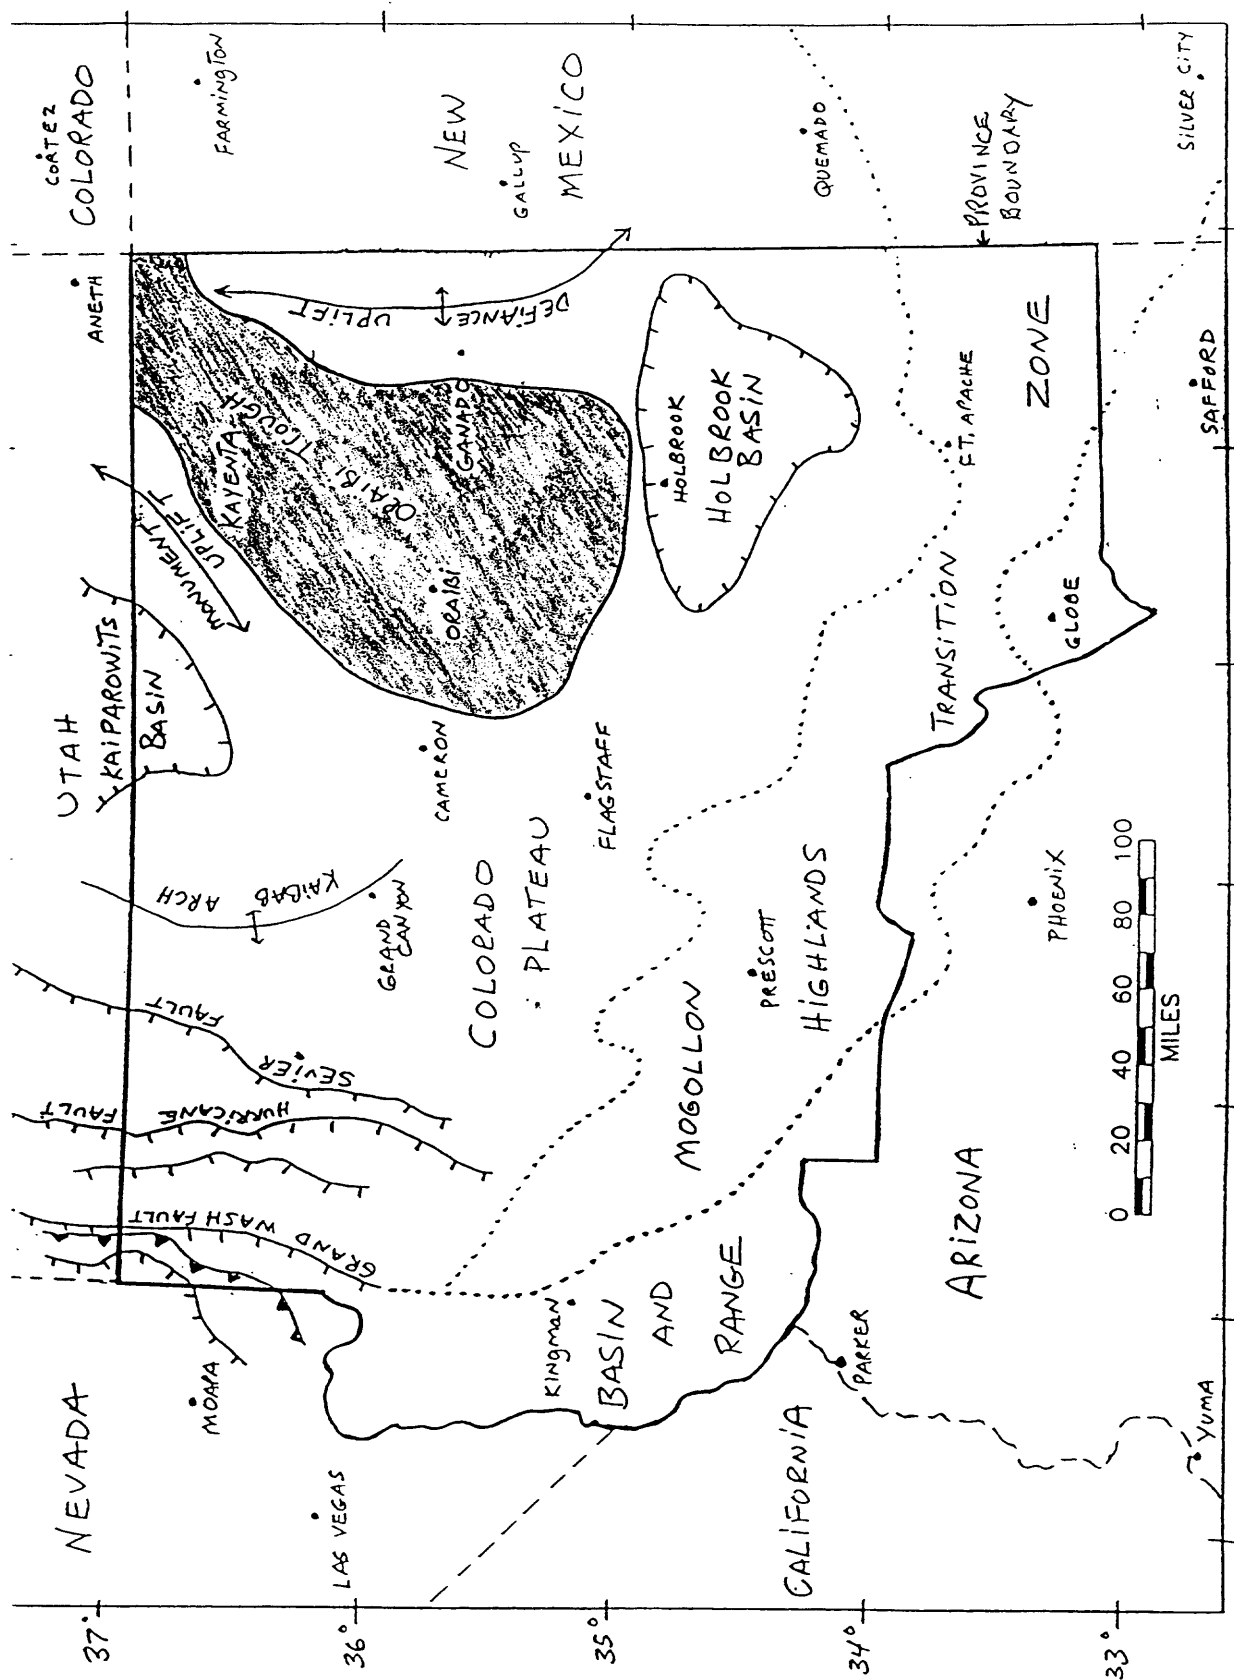 NEVADA
UTAH
CORTEZ
COLORADO
ANETH
KAIPAROWITS
BASIN
MONUMENT
UPLIFT
FAULT
HURRICANE
FAULT
SEVIER
GRAND WASH FAULT
KAIBAB
ARCH
MOAPA
LAS VEGAS
GRAND
CANYON
CAMERON
KAYENTA
ORAIBI TROUGH
ORAIBI
GANADO
DEFIANCE UPLIFT
FARMINGTON
NEW
MEXICO
GALLUP
COLORADO
PLATEAU
FLAGSTAFF
HOLBROOK
HOLBROOK
BASIN
KINGMAN
BASIN
AND
RANGE
MOGOLLON
HIGHLANDS
PRESCOTT
TRANSITION
ZONE
FT. APACHE
QUEMADO
PROVINCE
BOUNDARY
CALIFORNIA
PARKER
ARIZONA
PHOENIX
GLOBE
SAFFORD
SILVER CITY
YUMA
0 20 40 60 80 100
MILES
37°
36°
35°
34°
33°